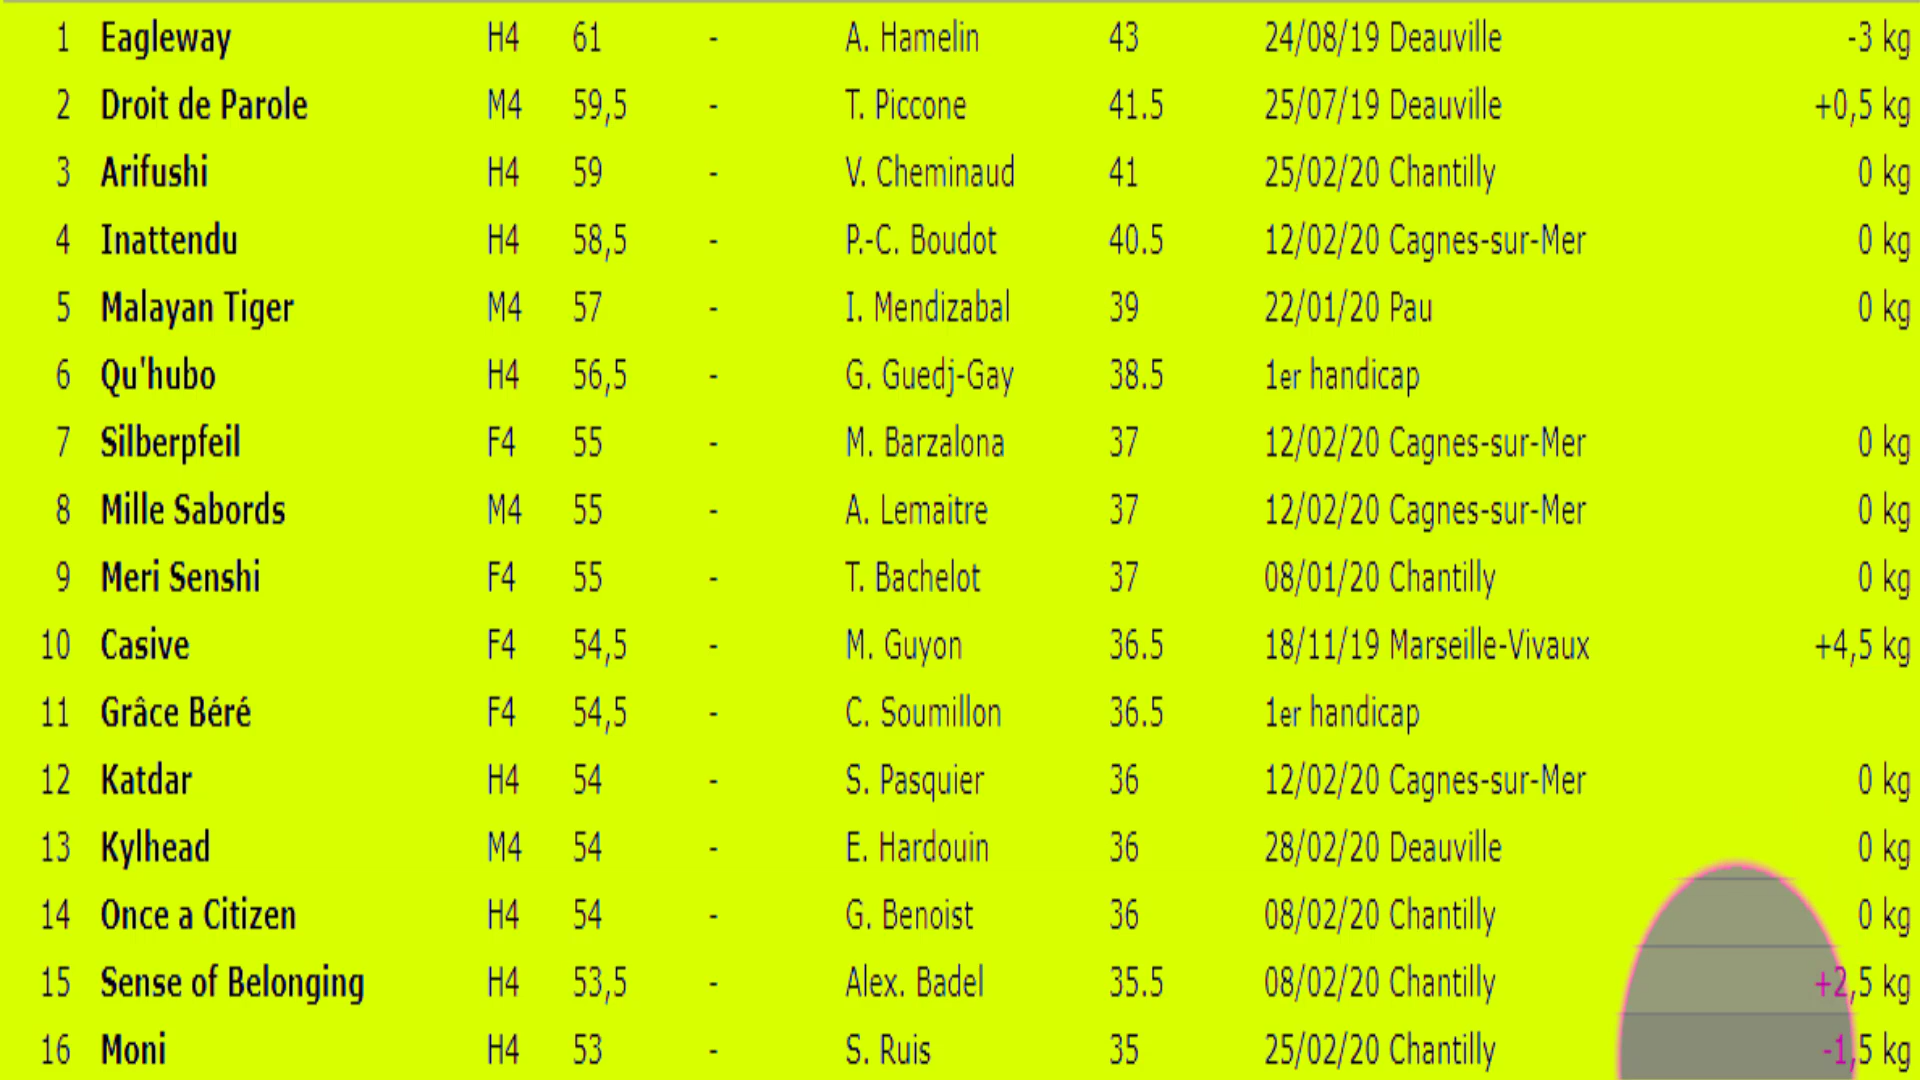 1 Eagleway H4 61 - A. Hamelin 43 24/08/19 Deauville -3 kg
2 Droit de Parole M4 59,5 - T. Piccone 41.5 25/07/19 Deauville +0,5 kg
3 Arifushi H4 59 - V. Cheminaud 41 25/02/20 Chantilly 0 kg
4 Inattendu H4 58,5 - P.-C. Boudot 40.5 12/02/20 Cagnes-sur-Mer 0 kg
5 Malayan Tiger M4 57 - I. Mendizabal 39 22/01/20 Pau 0 kg
6 Qu'hubo H4 56,5 - G. Guedj-Gay 38.5 1er handicap
7 Silberpfeil F4 55 - M. Barzalona 37 12/02/20 Cagnes-sur-Mer 0 kg
8 Mille Sabords M4 55 - A. Lemaitre 37 12/02/20 Cagnes-sur-Mer 0 kg
9 Meri Senshi F4 55 - T. Bachelot 37 08/01/20 Chantilly 0 kg
10 Casive F4 54,5 - M. Guyon 36.5 18/11/19 Marseille-Vivaux +4,5 kg
11 Grâce Béré F4 54,5 - C. Soumillon 36.5 1er handicap
12 Katdar H4 54 - S. Pasquier 36 12/02/20 Cagnes-sur-Mer 0 kg
13 Kylhead M4 54 - E. Hardouin 36 28/02/20 Deauville 0 kg
14 Once a Citizen H4 54 - G. Benoist 36 08/02/20 Chantilly 0 kg
15 Sense of Belonging H4 53,5 - Alex. Badel 35.5 08/02/20 Chantilly +2,5 kg
16 Moni H4 53 - S. Ruis 35 25/02/20 Chantilly -1,5 kg